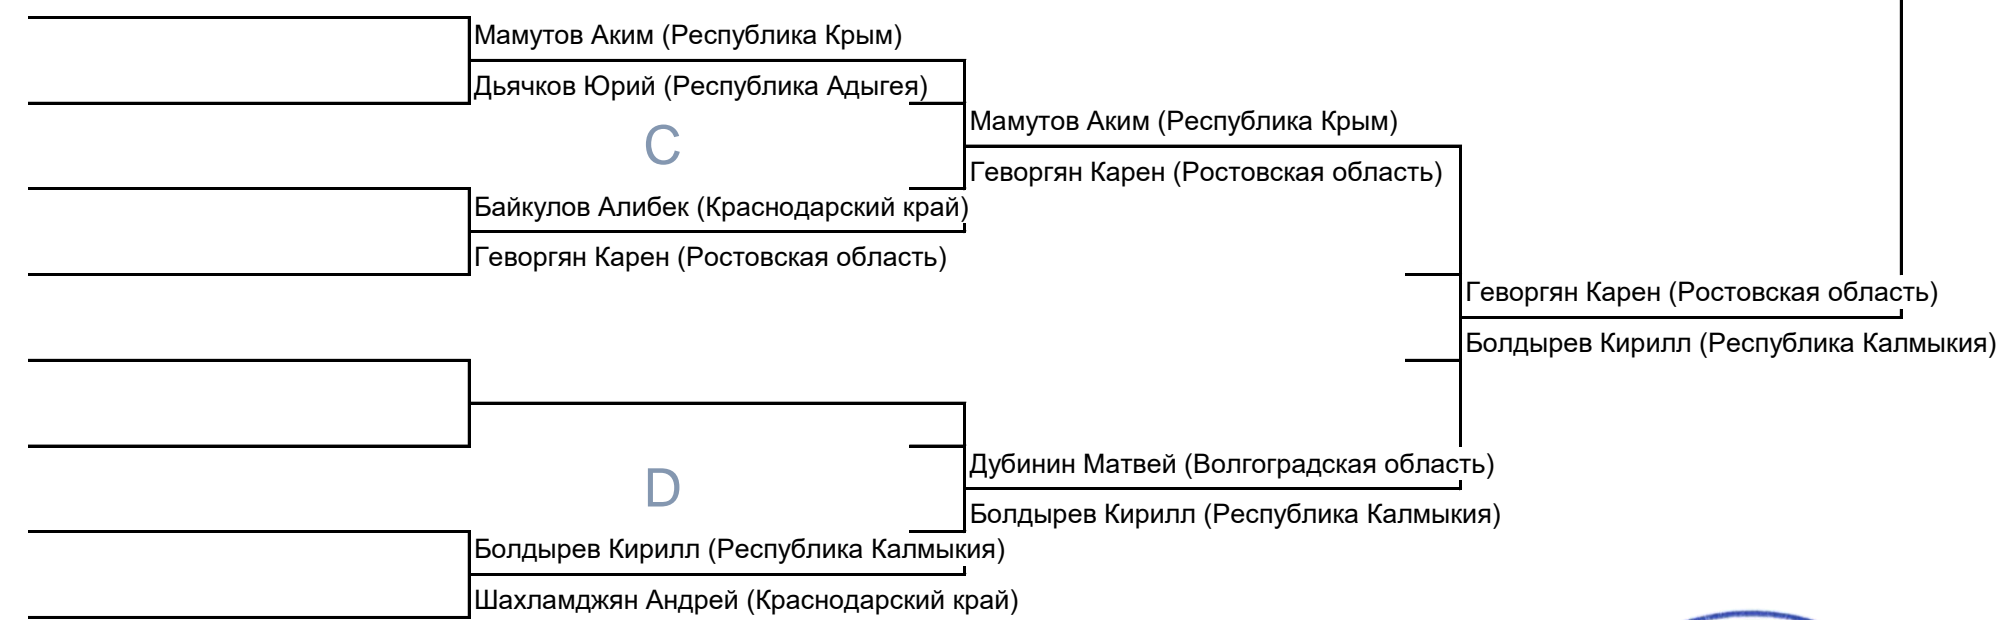 Мамутов Аким (Республика Крым)
Дьячков Юрий (Республика Адыгея)
C
Байкулов Алибек (Краснодарский край)
Геворгян Карен (Ростовская область)
Мамутов Аким (Республика Крым)
Геворгян Карен (Ростовская область)
Геворгян Карен (Ростовская область)
Болдырев Кирилл (Республика Калмыкия)
D
Болдырев Кирилл (Республика Калмыкия)
Шахламджян Андрей (Краснодарский край)
Дубинин Матвей (Волгоградская область)
Болдырев Кирилл (Республика Калмыкия)